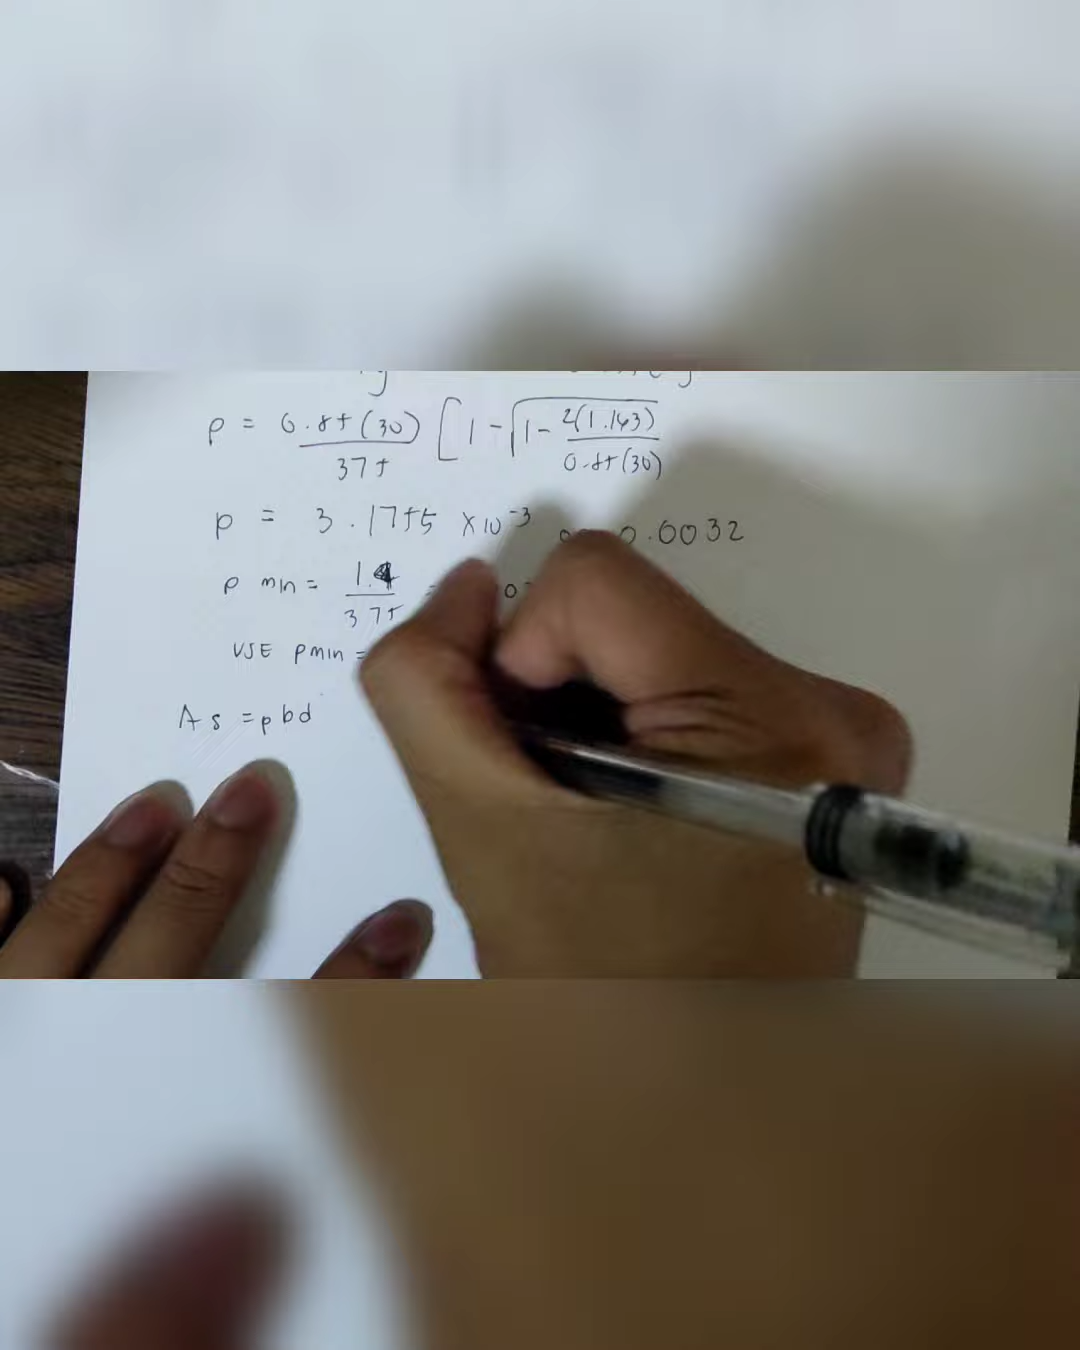 ρ = 0.85(30) / 375 [1 - √1 - 2(1.163) / 0.85(30)
ρ = 3.1755 x10⁻³ 0.0032
ρ min = 1.4 / 375
USE ρmin =
As = ρbd